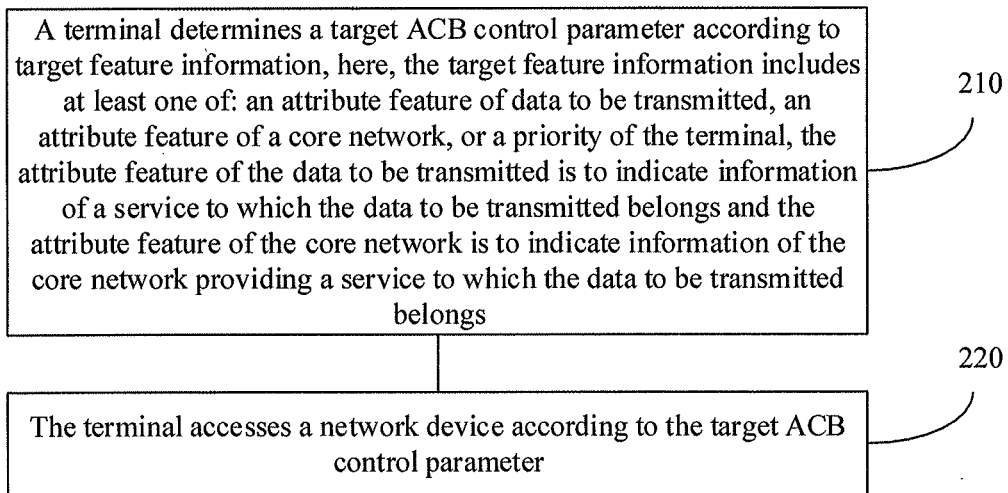 A terminal determines a target ACB control parameter according to
target feature information, here, the target feature information includes
at least one of: an attribute feature of data to be transmitted, an
attribute feature of a core network, or a priority of the terminal, the
attribute feature of the data to be transmitted is to indicate information
of a service to which the data to be transmitted belongs and the
attribute feature of the core network is to indicate information of the
core network providing a service to which the data to be transmitted
belongs
210
The terminal accesses a network device according to the target ACB
control parameter
220